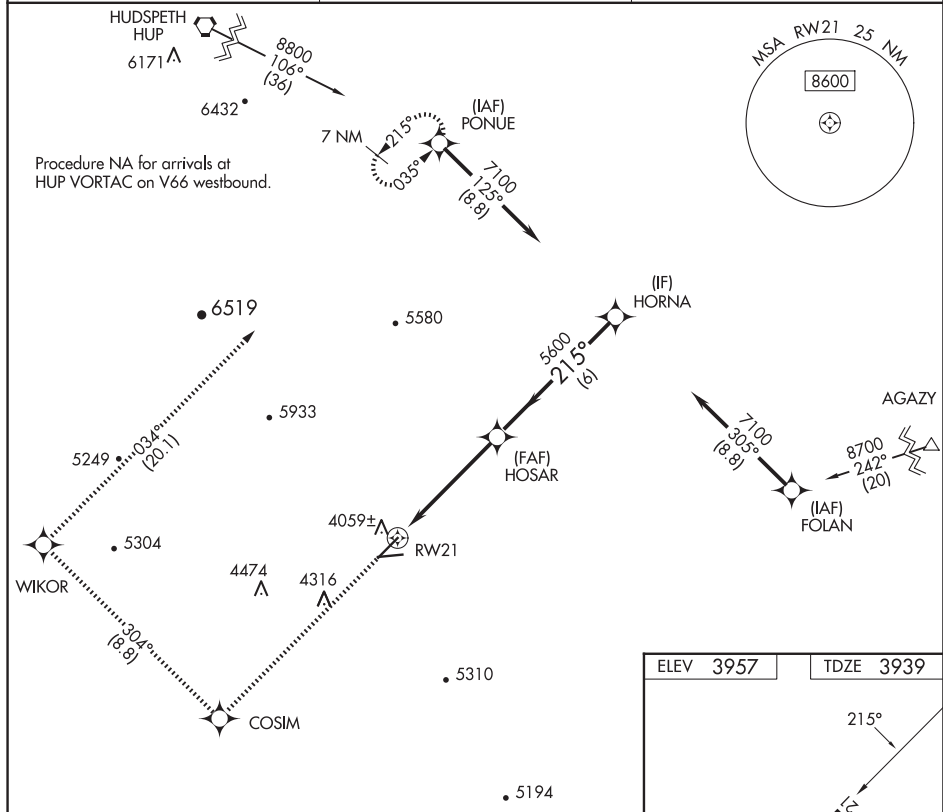 HUDSPETH
HUP
6171
8800
106°
(36)
6432
(IAF)
PONUE
7 NM
215°
035°
7100
125°
(8.8)
MSA RW21 25 NM
8600
Procedure NA for arrivals at
HUP VORTAC on V66 westbound.
(IF)
HORNA
6519
5580
5600
215°
(6)
5933
034°
(20.1)
5249
(FAF)
HOSAR
7100
305°
(8.8)
AGAZY
8700
242°
(20)
(IAF)
FOLAN
4059±
RW21
5304
WIKOR
4474
4316
304°
(8.8)
COSIM
5310
5194
ELEV 3957
TDZE 3939
215°
21